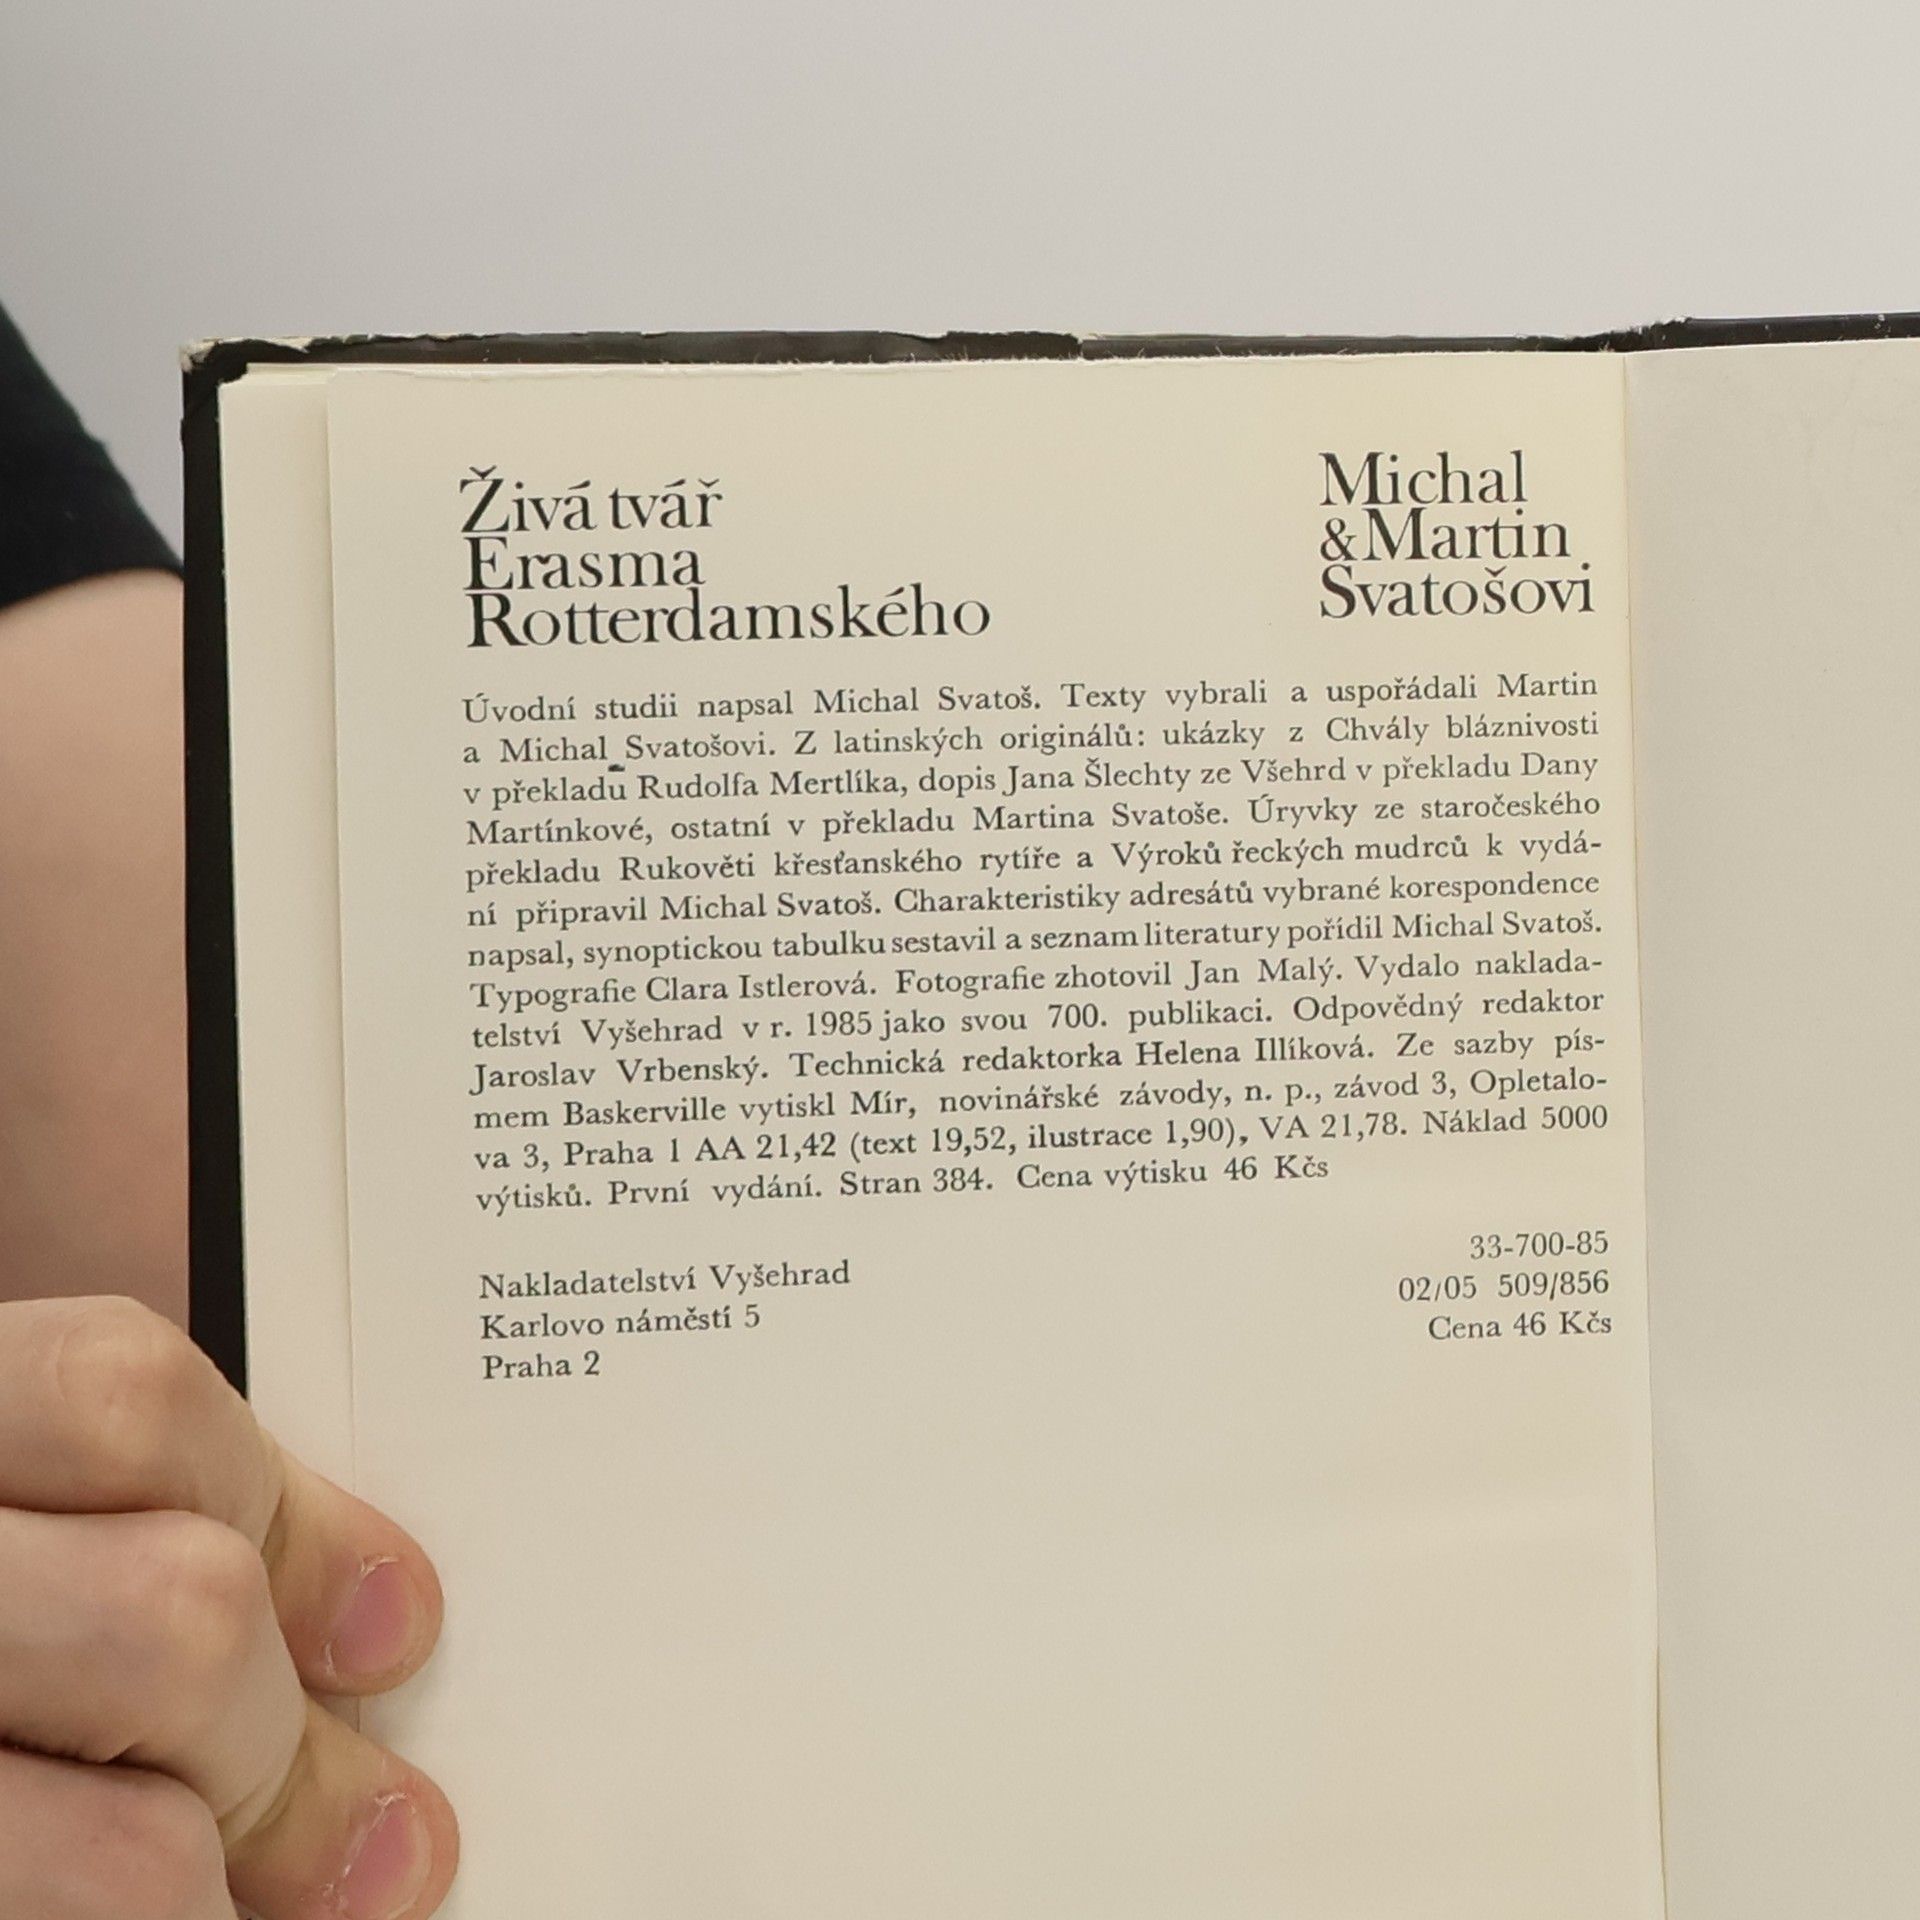 Živá tvář
Erasma
Rotterdamského
Michal
& Martin
Svatošovi
Úvodní studii napsal Michal Svatoš. Texty vybrali a uspořádali Martin
a Michal Svatošovi. Z latinských originálů: ukázky z Chvály bláznivosti
v překladu Rudolfa Mertlíka, dopis Jana Šlechty ze Všehrd v překladu Dany
Martínkové, ostatní v překladu Martina Svatoše. Úryvky ze staročeského
překladu Rukověti křesťanského rytíře a Výroků řeckých mudrců k vydá-
ní připravil Michal Svatoš. Charakteristiky adresátů vybrané korespondence
napsal, synoptickou tabulku sestavil a seznam literatury pořídil Michal Svatoš.
Typografie Clara Istlerová. Fotografie zhotovil Jan Malý. Vydalo naklada-
telství Vyšehrad v r. 1985 jako svou 700. publikaci. Odpovědný redaktor
Jaroslav Vrbenský. Technická redaktorka Helena Illíková. Ze sazby pís-
mem Baskerville vytiskl Mír, novinářské závody, n. p., závod 3, Opletalo-
va 3, Praha 1 AA 21,42 (text 19,52, ilustrace 1,90), VA 21,78. Náklad 5000
výtisků. První vydání. Stran 384. Cena výtisku 46 Kčs
Nakladatelství Vyšehrad
Karlovo náměstí 5
Praha 2
33-700-85
02/05 509/856
Cena 46 Kčs